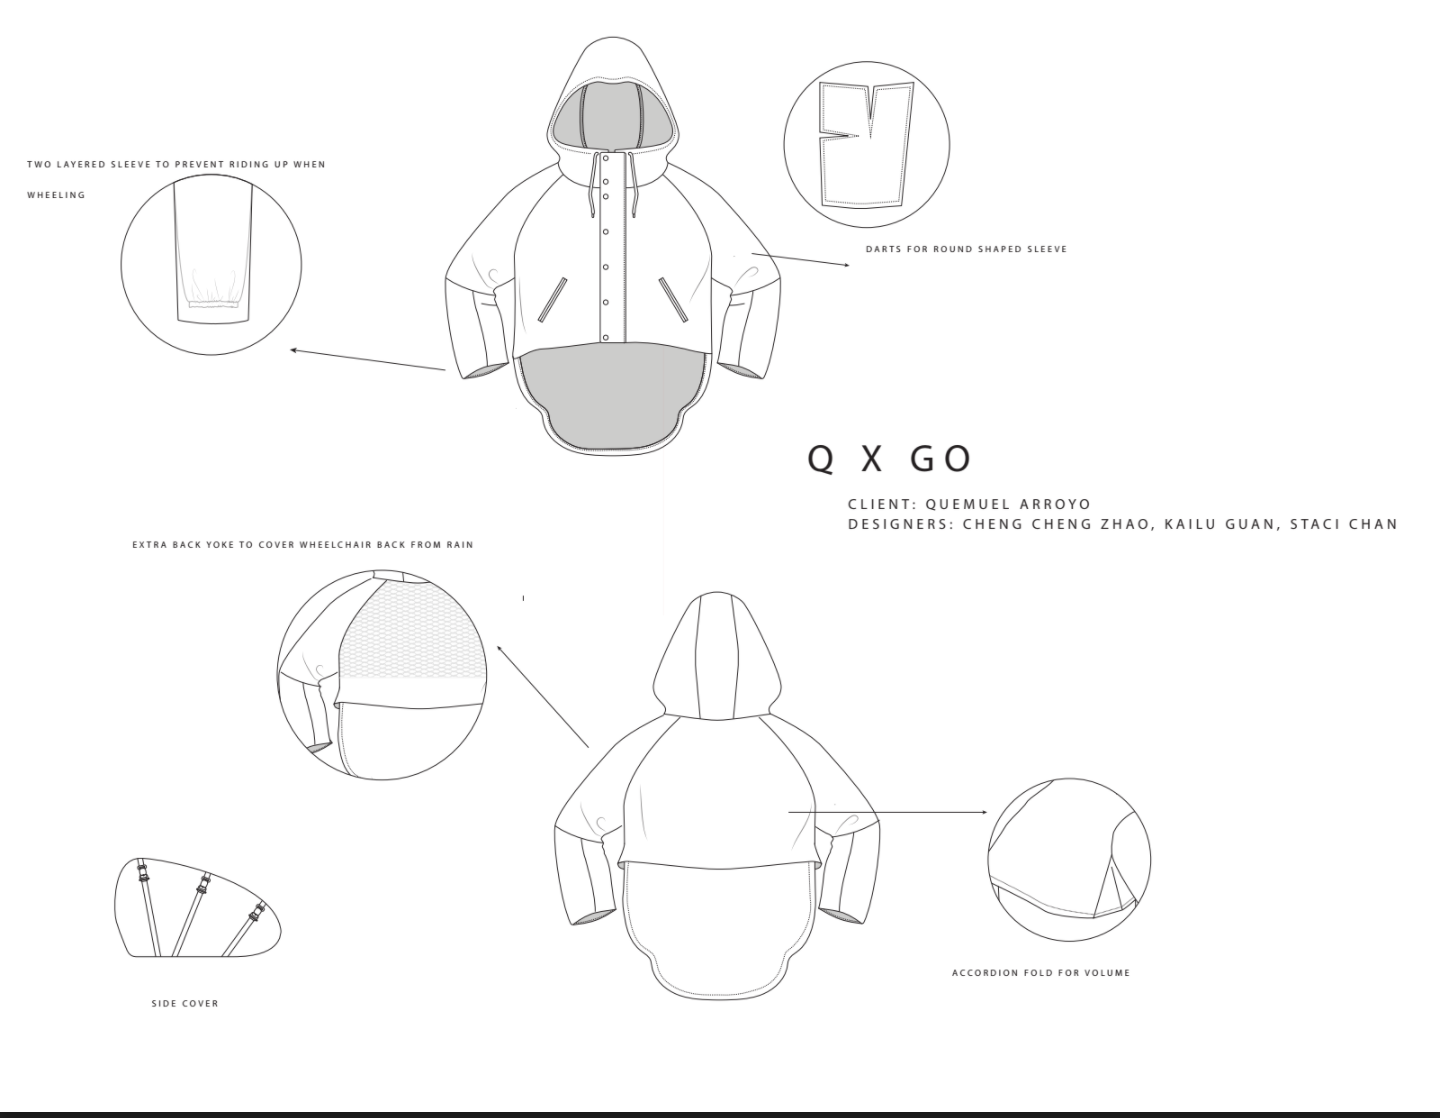 TWO LAYERED SLEEVE TO PREVENT RIDING UP WHEN
WHEELING
DARTS FOR ROUND SHAPED SLEEVE
Q X GO
CLIENT: QUEMUEL ARROYO
DESIGNERS: CHENG CHENG ZHAO, KAILU GUAN, STACI CHAN
EXTRA BACK YOKE TO COVER WHEELCHAIR BACK FROM RAIN
ACCORDION FOLD FOR VOLUME
SIDE COVER